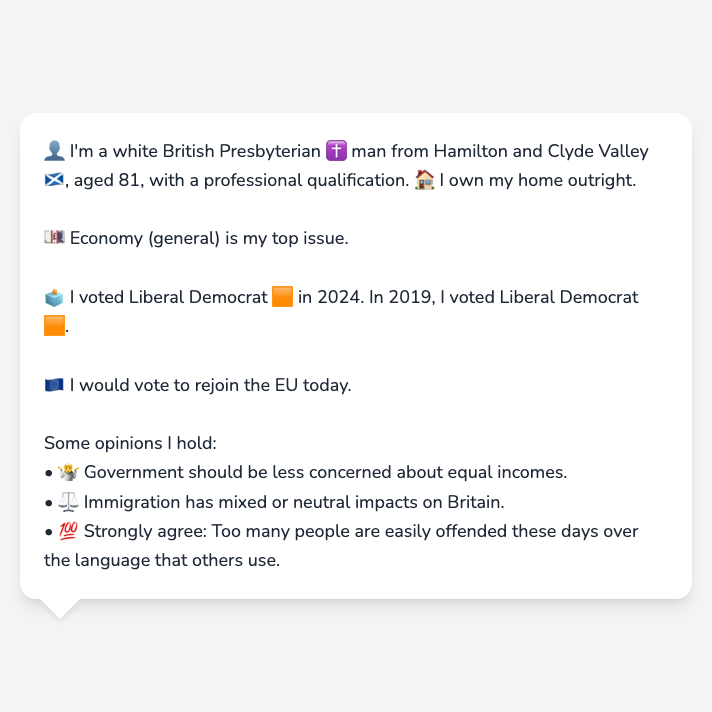 👤 I'm a white British Presbyterian ✝️ man from Hamilton and Clyde Valley
🏴󠁧󠁢󠁳󠁣󠁴󠁿, aged 81, with a professional qualification. 🏠 I own my home outright.
💷 Economy (general) is my top issue.
🗳️ I voted Liberal Democrat 🟧 in 2024. In 2019, I voted Liberal Democrat
🟧.
🇪🇺 I would vote to rejoin the EU today.
Some opinions I hold:
• 🤷 Government should be less concerned about equal incomes.
• ⚖️ Immigration has mixed or neutral impacts on Britain.
• 💯 Strongly agree: Too many people are easily offended these days over
the language that others use.